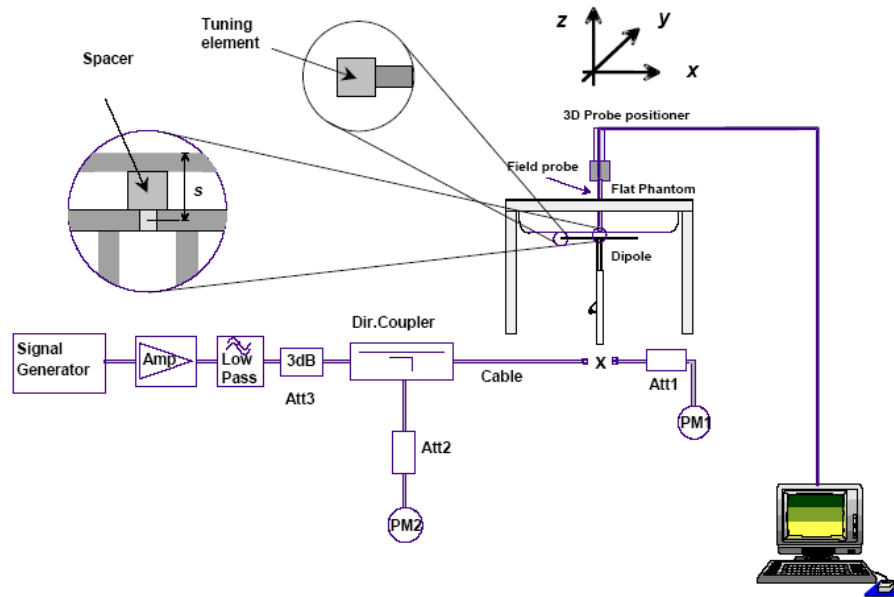 Tuning
element
Spacer
s
z
y
x
3D Probe positioner
Field probe
Flat Phantom
Dipole
Dir.Coupler
Signal
Generator
Amp
Low
Pass
3dB
Att3
Cable
X
Att1
PM1
Att2
PM2